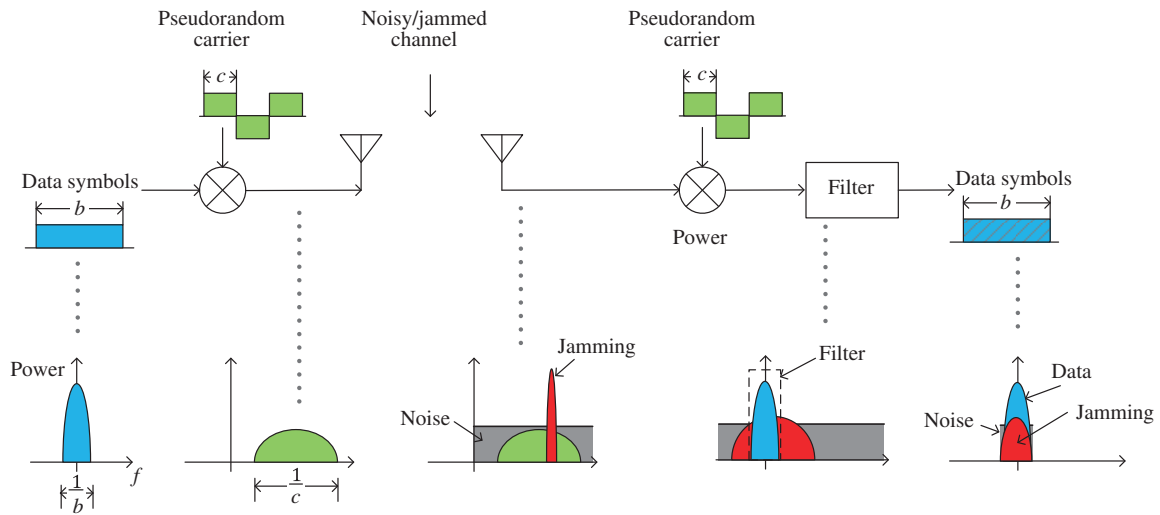 Pseudorandom
carrier
c
Noisy/jammed
channel
Pseudorandom
carrier
c
Data symbols
b
Power
Filter
Data symbols
b
Power
f
1
b
1
c
Noise
Jamming
Filter
Noise
Data
Jamming